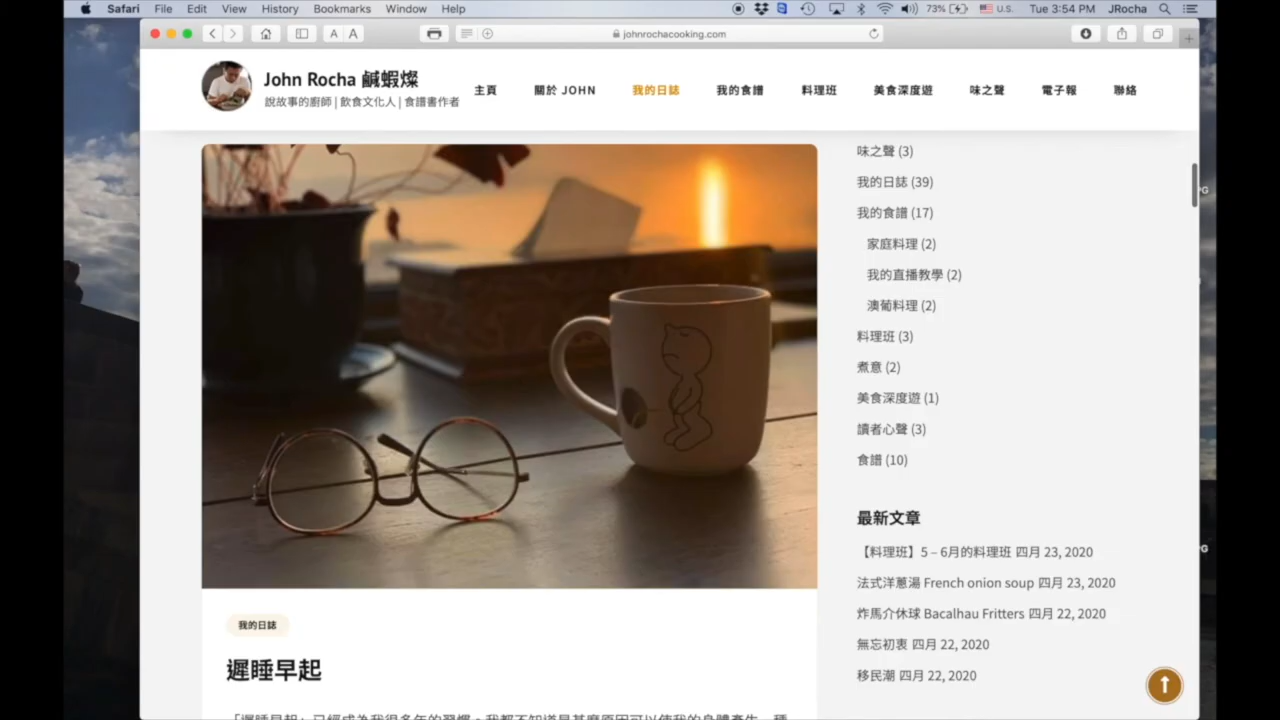 Safari File Edit View History Bookmarks Window Help 73% U.S. Tue 3:54 PM JRocha
A A johnrochacooking.com
John Rocha 鹹蝦燦
說故事的廚師 | 飲食文化人 | 食譜書作者
主頁 關於 JOHN 我的日誌 我的食譜 料理班 美食深度遊 味之聲 電子報 聯絡
味之聲 (3)
我的日誌 (39)
我的食譜 (17)
家庭料理 (2)
我的直播教學 (2)
澳葡料理 (2)
料理班 (3)
煮意 (2)
美食深度遊 (1)
讀者心聲 (3)
食譜 (10)
最新文章
【料理班】5 – 6月的料理班 四月 23, 2020
法式洋蔥湯 French onion soup 四月 23, 2020
炸馬介休球 Bacalhau Fritters 四月 22, 2020
無忘初衷 四月 22, 2020
移民潮 四月 22, 2020
我的日誌
遲睡早起